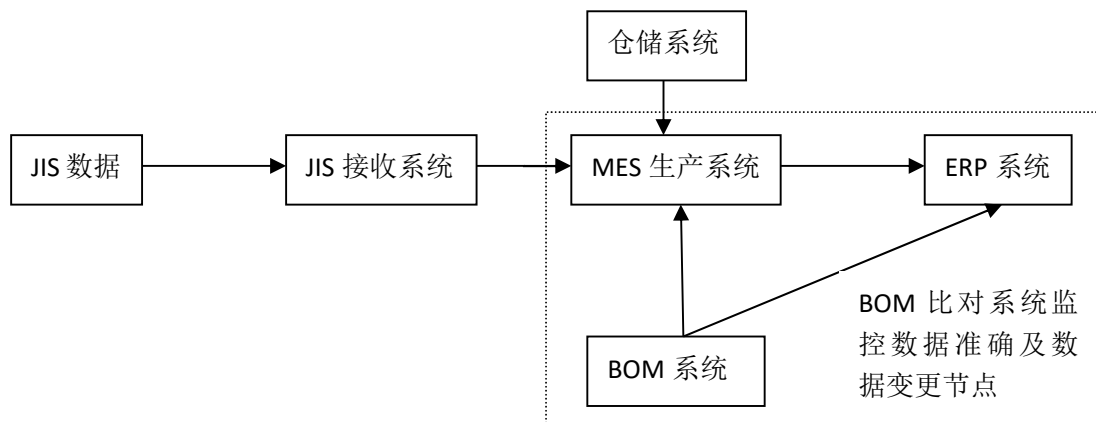 仓储系统
JIS 数据
JIS 接收系统
MES 生产系统
ERP 系统
BOM 系统
BOM 比对系统监
控数据准确及数
据变更节点